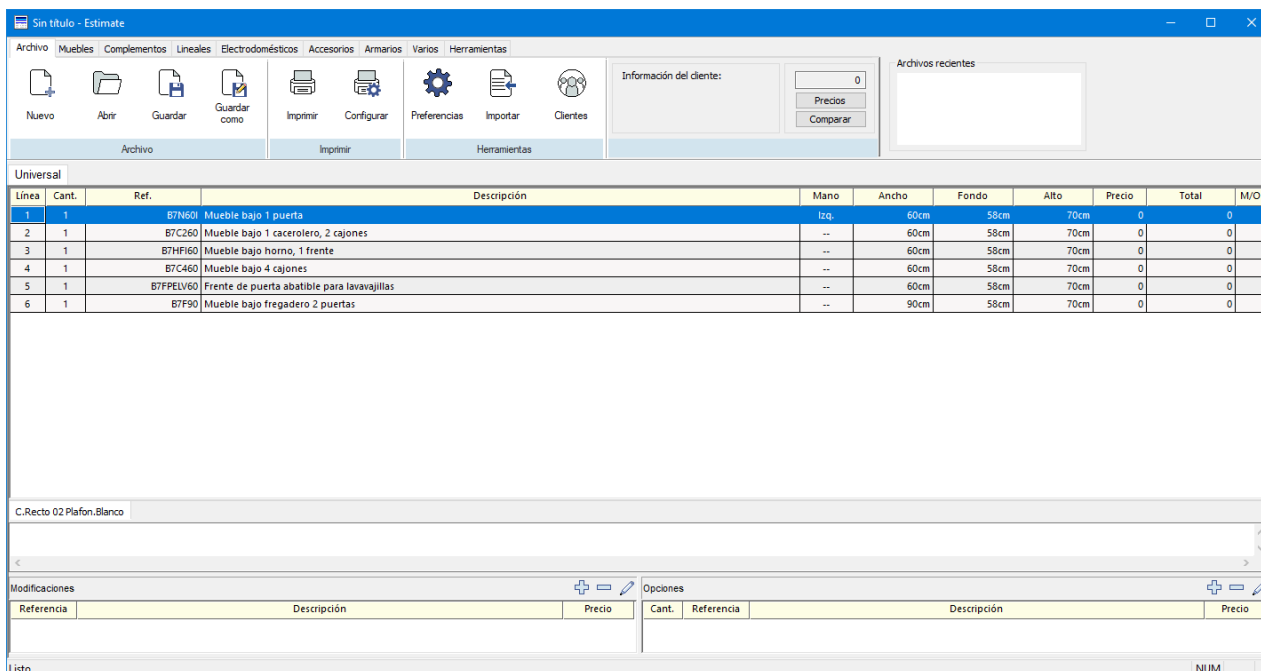 Sin título - Estimate
Archivo Muebles Complementos Lineales Electrodomésticos Accesorios Armarios Varios Herramientas
Nuevo Abrir Guardar Guardar como Imprimir Configurar Preferencias Importar Clientes
Archivo Imprimir Herramientas
Información del cliente:
0
Precios
Comparar
Archivos recientes
Universal
Línea Cant. Ref. Descripción Mano Ancho Fondo Alto Precio Total M/O
1 1 B7N60I Mueble bajo 1 puerta Izq. 60cm 58cm 70cm 0 0
2 1 B7C260 Mueble bajo 1 cacerolero, 2 cajones -- 60cm 58cm 70cm 0 0
3 1 B7HFI60 Mueble bajo horno, 1 frente -- 60cm 58cm 70cm 0 0
4 1 B7C460 Mueble bajo 4 cajones -- 60cm 58cm 70cm 0 0
5 1 B7FPELV60 Frente de puerta abatible para lavavajillas -- 60cm 58cm 70cm 0 0
6 1 B7F90 Mueble bajo fregadero 2 puertas -- 90cm 58cm 70cm 0 0
C.Recto 02 Plafon.Blanco
Modificaciones
Referencia Descripción Precio
Opciones
Cant. Referencia Descripción Precio
Listo NUM